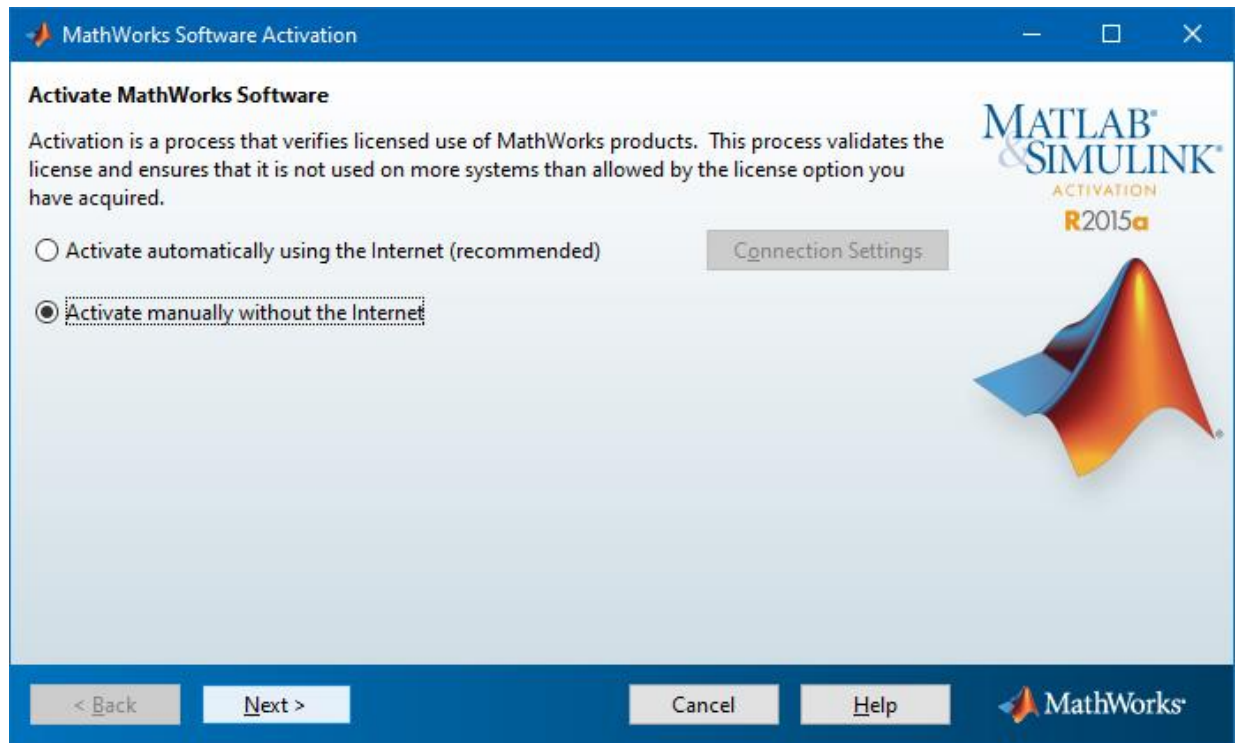 MathWorks Software Activation
Activate MathWorks Software
Activation is a process that verifies licensed use of MathWorks products. This process validates the
license and ensures that it is not used on more systems than allowed by the license option you
have acquired.
Activate automatically using the Internet (recommended)
Connection Settings
Activate manually without the Internet
MATLAB®
&SIMULINK®
ACTIVATION
R2015a
< Back
Next >
Cancel
Help
MathWorks®